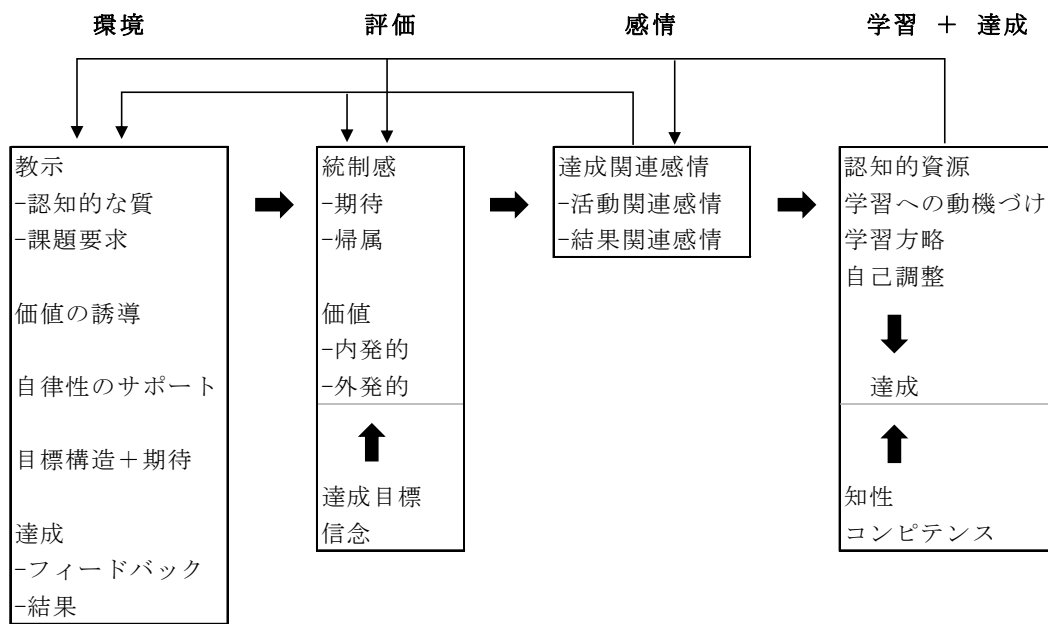 環境
評価
感情
学習 + 達成
教示
-認知的な質
-課題要求
価値の誘導
自律性のサポート
目標構造＋期待
達成
-フィードバック
-結果
統制感
-期待
-帰属
価値
-内発的
-外発的
達成目標
信念
達成関連感情
-活動関連感情
-結果関連感情
認知的資源
学習への動機づけ
学習方略
自己調整
達成
知性
コンピテンス